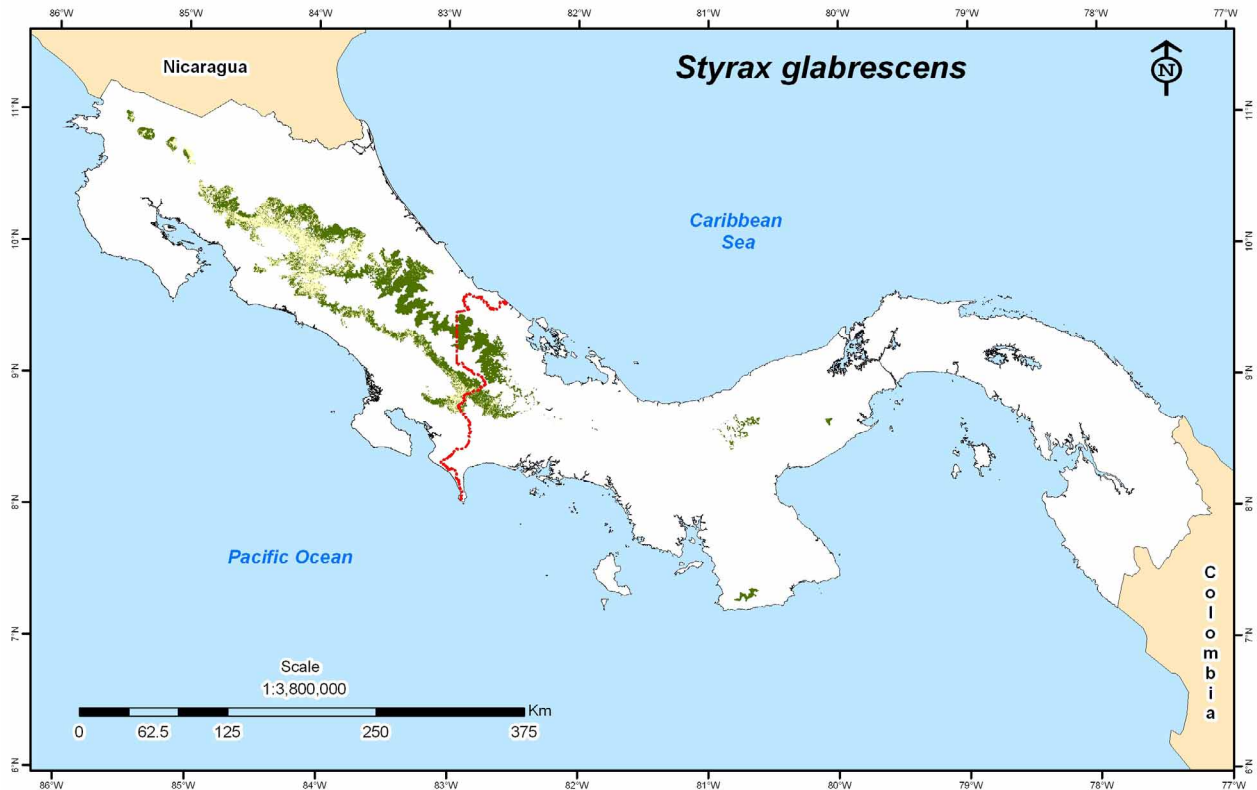 86°W 85°W 84°W 83°W 82°W 81°W 80°W 79°W 78°W 77°W
Nicaragua
Styrax glabrescens
N
11°N
11°N
Caribbean
Sea
10°N
10°N
9°N
9°N
8°N
8°N
Pacific Ocean
Colombia
7°N
7°N
Scale
1:3,800,000
Km
0 62.5 125 250 375
6°N
6°N
86°W 85°W 84°W 83°W 82°W 81°W 80°W 79°W 78°W 77°W